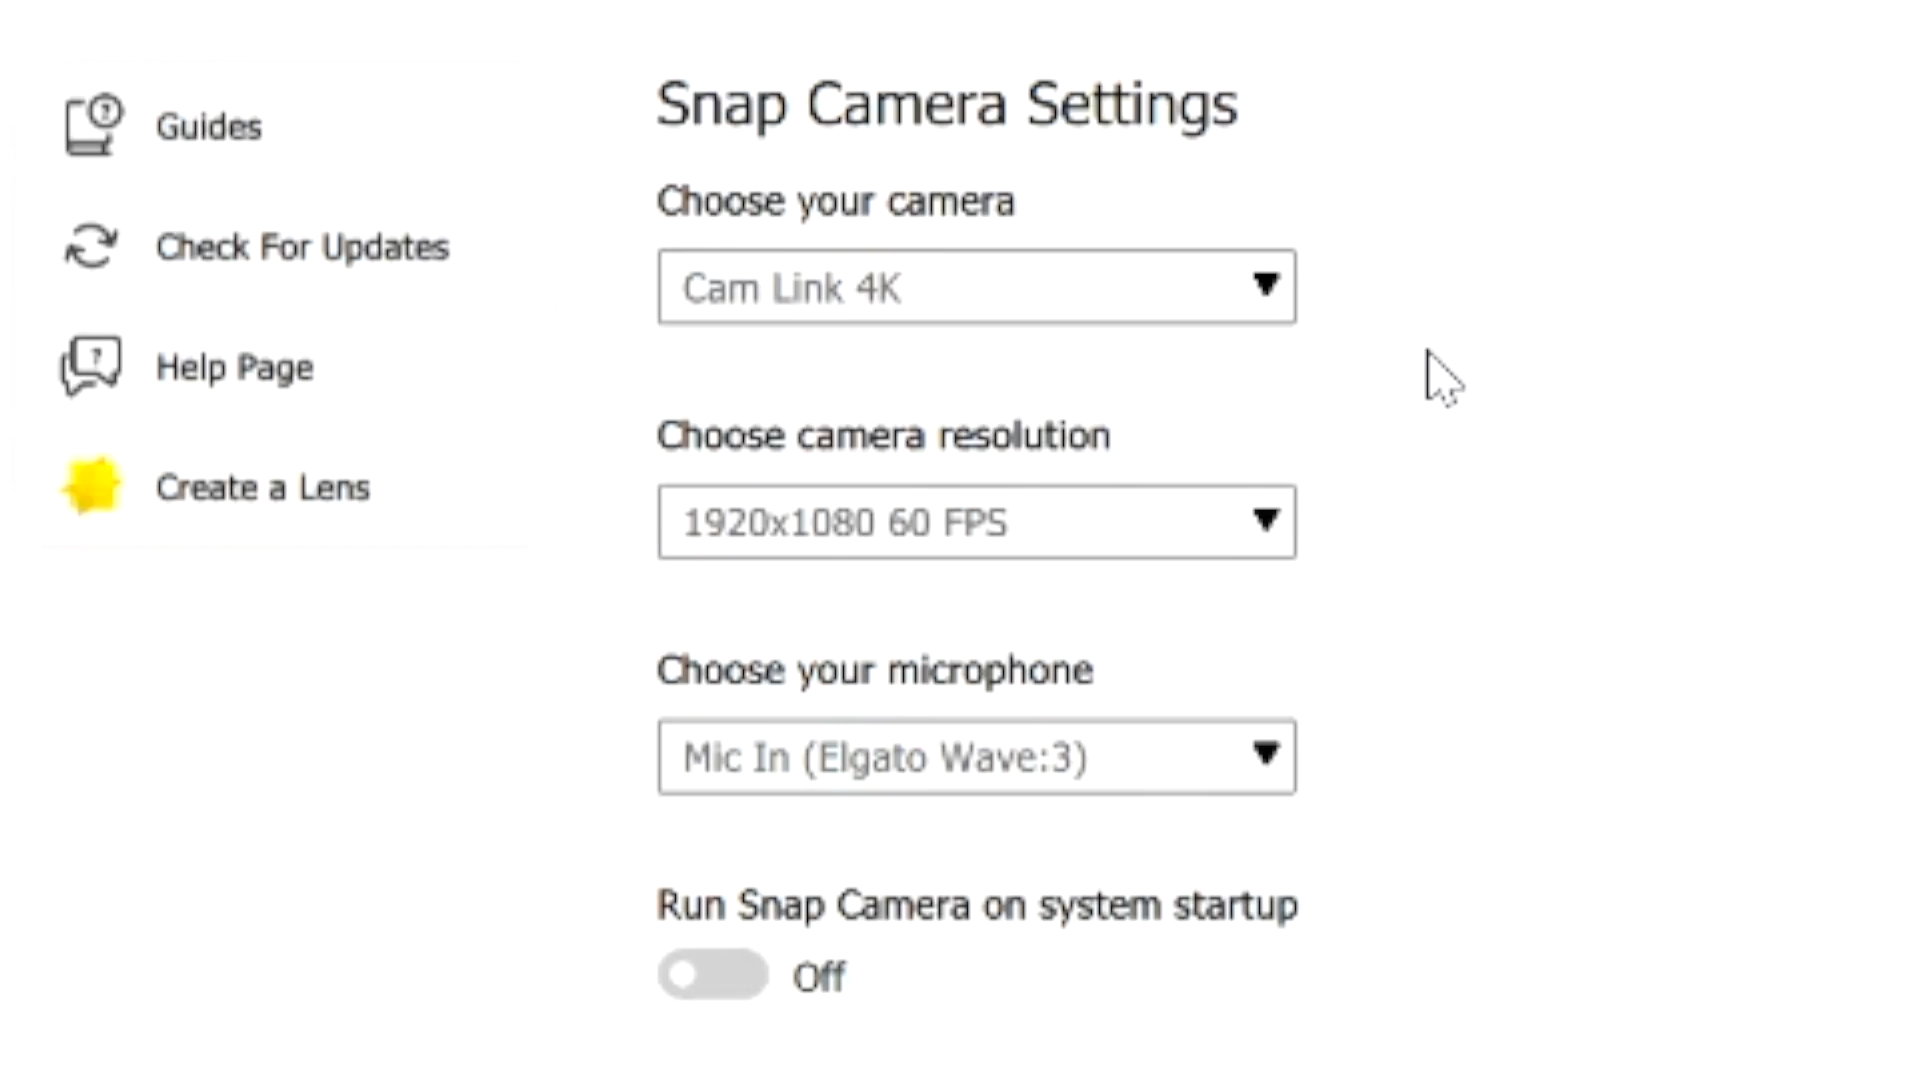 Guides
Check For Updates
Help Page
Create a Lens
Snap Camera Settings
Choose your camera
Cam Link 4K
Choose camera resolution
1920x1080 60 FPS
Choose your microphone
Mic In (Elgato Wave:3)
Run Snap Camera on system startup
Off